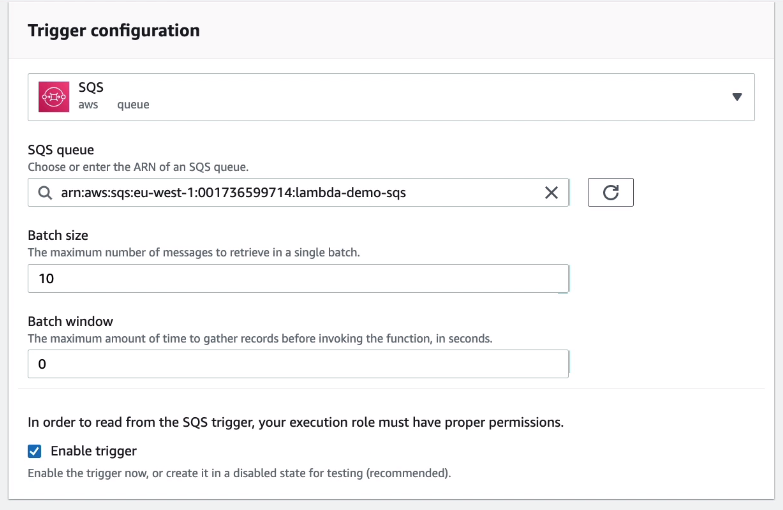 Trigger configuration
SQS
aws queue
SQS queue
Choose or enter the ARN of an SQS queue.
arn:aws:sqs:eu-west-1:001736599714:lambda-demo-sqs
Batch size
The maximum number of messages to retrieve in a single batch.
10
Batch window
The maximum amount of time to gather records before invoking the function, in seconds.
0
In order to read from the SQS trigger, your execution role must have proper permissions.
Enable trigger
Enable the trigger now, or create it in a disabled state for testing (recommended).